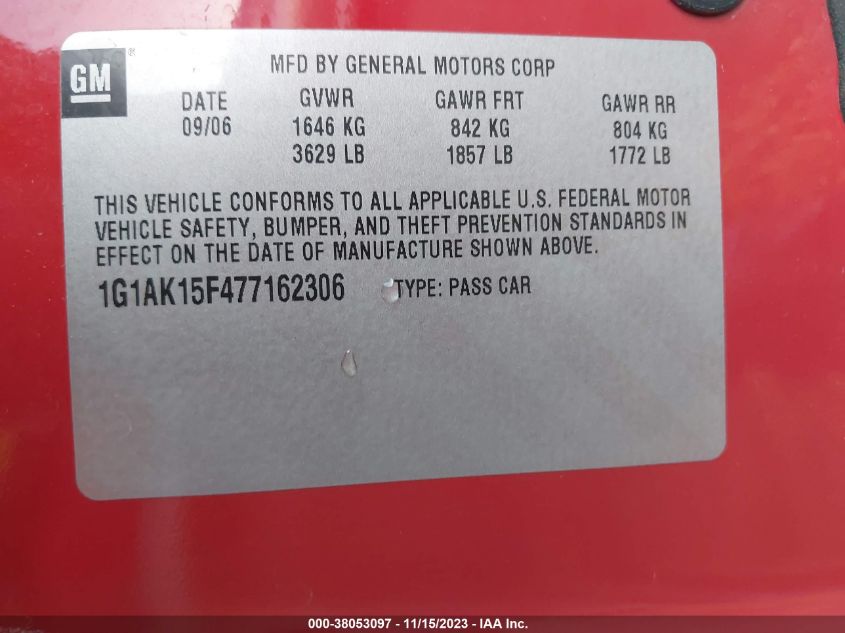 GM ®
MFD BY GENERAL MOTORS CORP
DATE GVWR GAWR FRT GAWR RR
09/06 1646 KG 842 KG 804 KG
3629 LB 1857 LB 1772 LB
THIS VEHICLE CONFORMS TO ALL APPLICABLE U.S. FEDERAL MOTOR
VEHICLE SAFETY, BUMPER, AND THEFT PREVENTION STANDARDS IN
EFFECT ON THE DATE OF MANUFACTURE SHOWN ABOVE.
1G1AK15F477162306 TYPE: PASS CAR
000-38053097 - 11/15/2023 - IAA Inc.